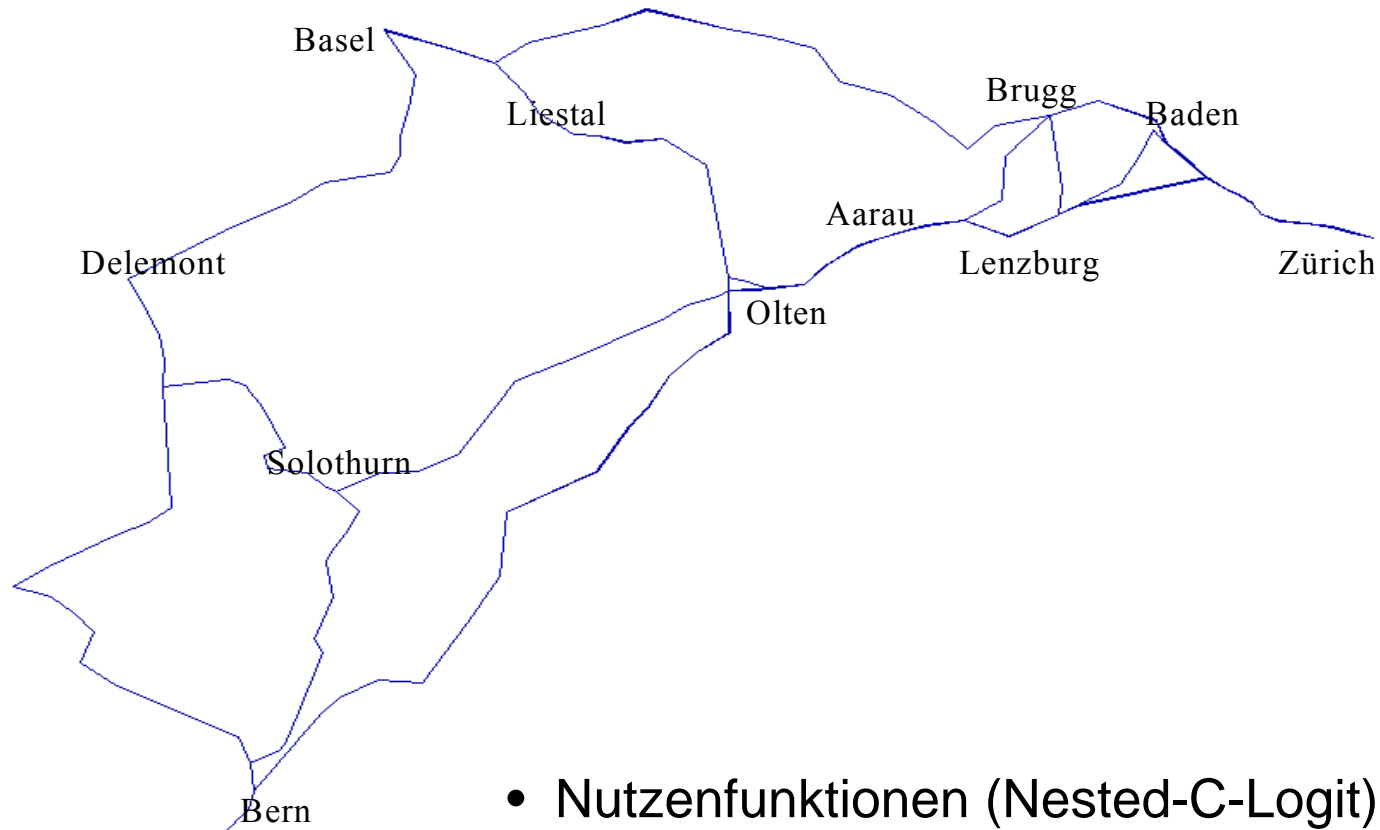 Basel
Brugg
Liestal
Baden
Aarau
Delemont
Lenzburg
Zürich
Olten
Solothurn
• Nutzenfunktionen (Nested-C-Logit)
Bern